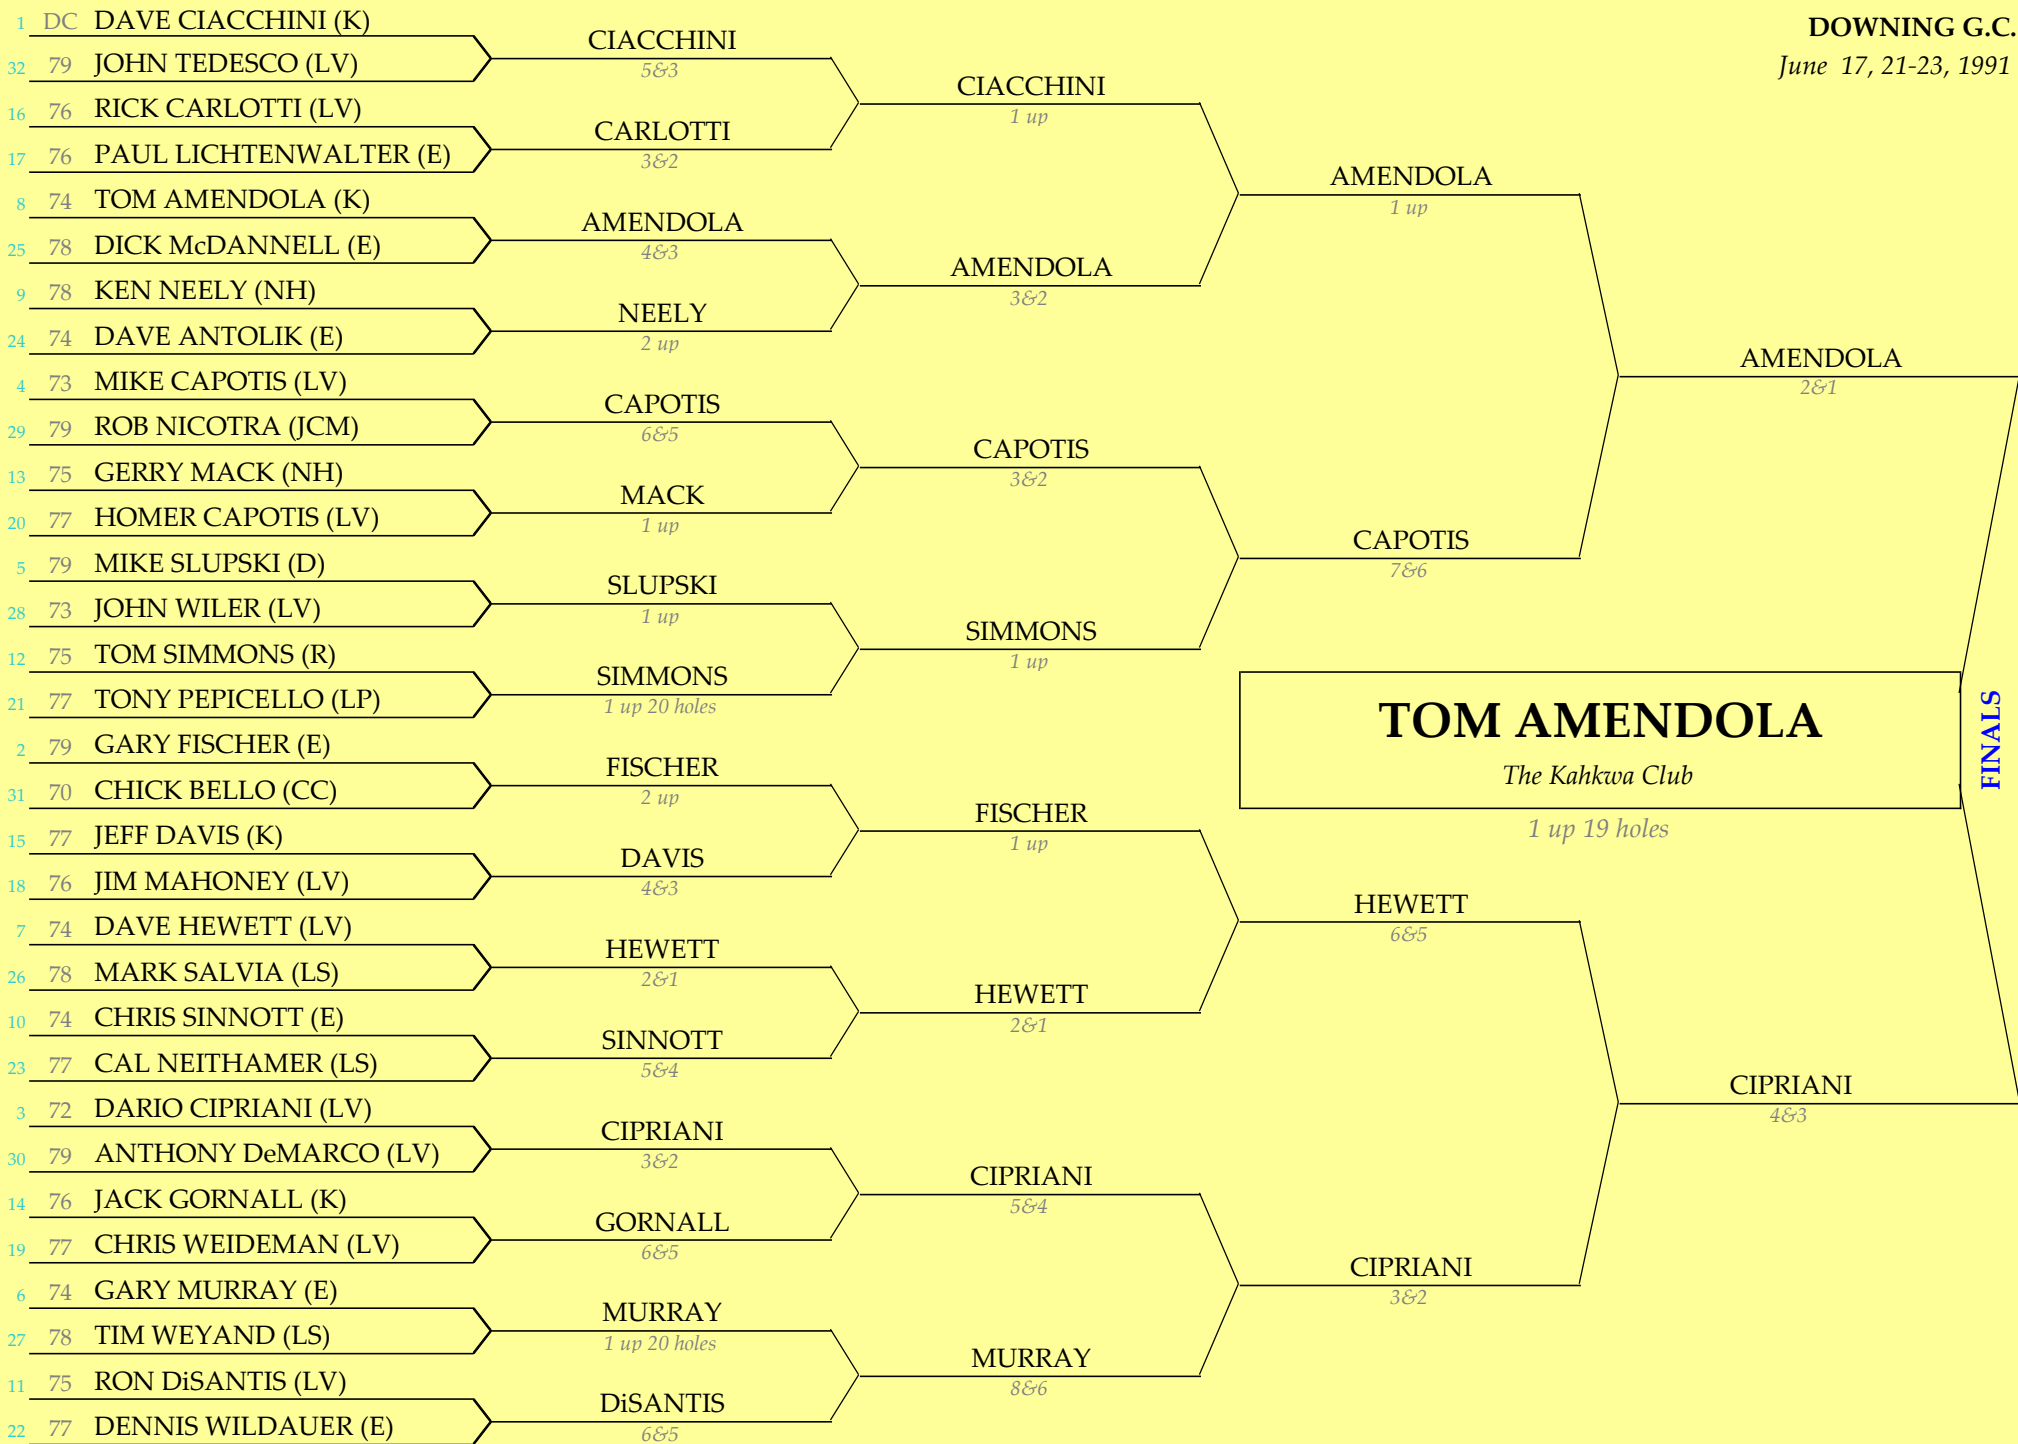 DOWNING G.C.
June 17, 21-23, 1991
1 DC DAVE CIACCHINI (K)
32 79 JOHN TEDESCO (LV)
16 76 RICK CARLOTTI (LV)
17 76 PAUL LICHTENWALTER (E)
8 74 TOM AMENDOLA (K)
25 78 DICK McDANNELL (E)
9 78 KEN NEELY (NH)
24 74 DAVE ANTOLIK (E)
4 73 MIKE CAPOTIS (LV)
29 79 ROB NICOTRA (JCM)
13 75 GERRY MACK (NH)
20 77 HOMER CAPOTIS (LV)
5 79 MIKE SLUPSKI (D)
28 73 JOHN WILER (LV)
12 75 TOM SIMMONS (R)
21 77 TONY PEPICELLO (LP)
2 79 GARY FISCHER (E)
31 70 CHICK BELLO (CC)
15 77 JEFF DAVIS (K)
18 76 JIM MAHONEY (LV)
7 74 DAVE HEWETT (LV)
26 78 MARK SALVIA (LS)
10 74 CHRIS SINNOTT (E)
23 77 CAL NEITHAMER (LS)
3 72 DARIO CIPRIANI (LV)
30 79 ANTHONY DeMARCO (LV)
14 76 JACK GORNALL (K)
19 77 CHRIS WEIDEMAN (LV)
6 74 GARY MURRAY (E)
27 78 TIM WEYAND (LS)
11 75 RON DiSANTIS (LV)
22 77 DENNIS WILDAUER (E)
CIACCHINI
5&3
CARLOTTI
3&2
AMENDOLA
4&3
NEELY
2 up
CAPOTIS
6&5
MACK
1 up
SLUPSKI
1 up
SIMMONS
1 up 20 holes
FISCHER
2 up
DAVIS
4&3
HEWETT
2&1
SINNOTT
5&4
CIPRIANI
3&2
GORNALL
6&5
MURRAY
1 up 20 holes
DiSANTIS
6&5
CIACCHINI
1 up
AMENDOLA
3&2
CAPOTIS
3&2
SIMMONS
1 up
FISCHER
1 up
HEWETT
2&1
CIPRIANI
5&4
MURRAY
8&6
AMENDOLA
1 up
CAPOTIS
7&6
HEWETT
6&5
CIPRIANI
3&2
AMENDOLA
2&1
CIPRIANI
4&3
FINALS
TOM AMENDOLA
The Kahkwa Club
1 up 19 holes